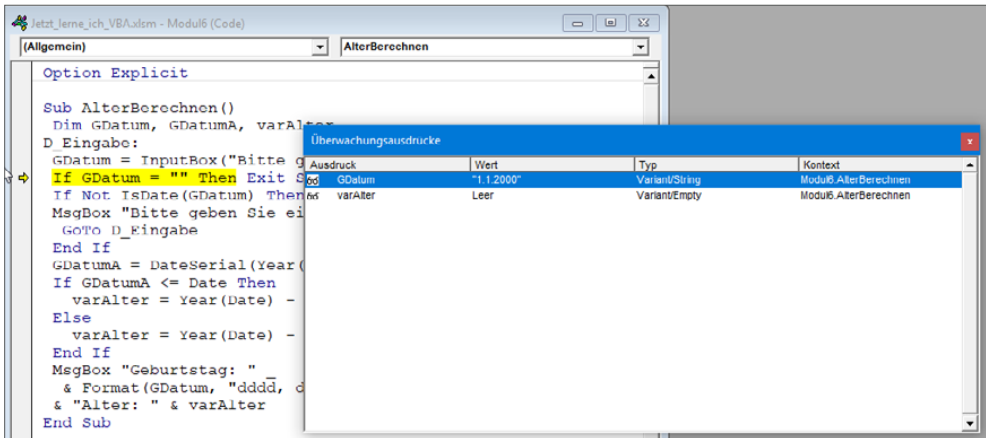 Jetzt_lerne_ich_VBA.xlsm - Modul6 (Code)
(Allgemein) AlterBerechnen
Option Explicit
Sub AlterBerechnen()
Dim GDatum, GDatumA, varAlter
D_Eingabe:
GDatum = InputBox("Bitte g
If GDatum = "" Then Exit S
If Not IsDate(GDatum) Then
MsgBox "Bitte geben Sie ei
GoTo D_Eingabe
End If
GDatumA = DateSerial(Year(
If GDatumA <= Date Then
varAlter = Year(Date) -
Else
varAlter = Year(Date) -
End If
MsgBox "Geburtstag: " _
& Format(GDatum, "dddd, d
& "Alter: " & varAlter
End Sub
Überwachungsausdrücke
Ausdruck Wert Typ Kontext
GDatum "1.1.2000" Variant/String Modul6.AlterBerechnen
varAlter Leer Variant/Empty Modul6.AlterBerechnen